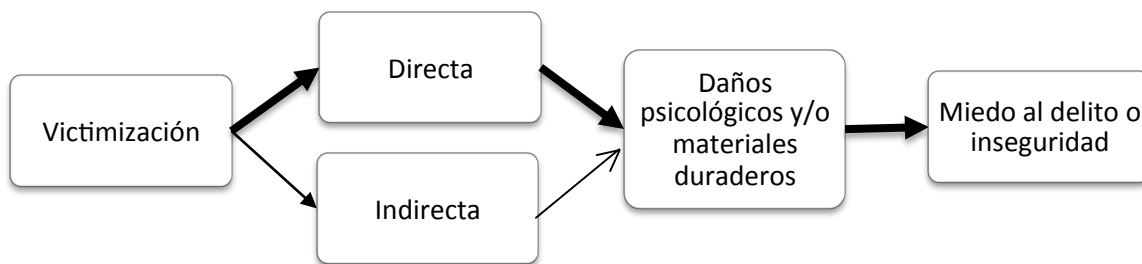 Victimización
Directa
Indirecta
Daños
psicológicos y/o
materiales
duraderos
Miedo al delito o
inseguridad